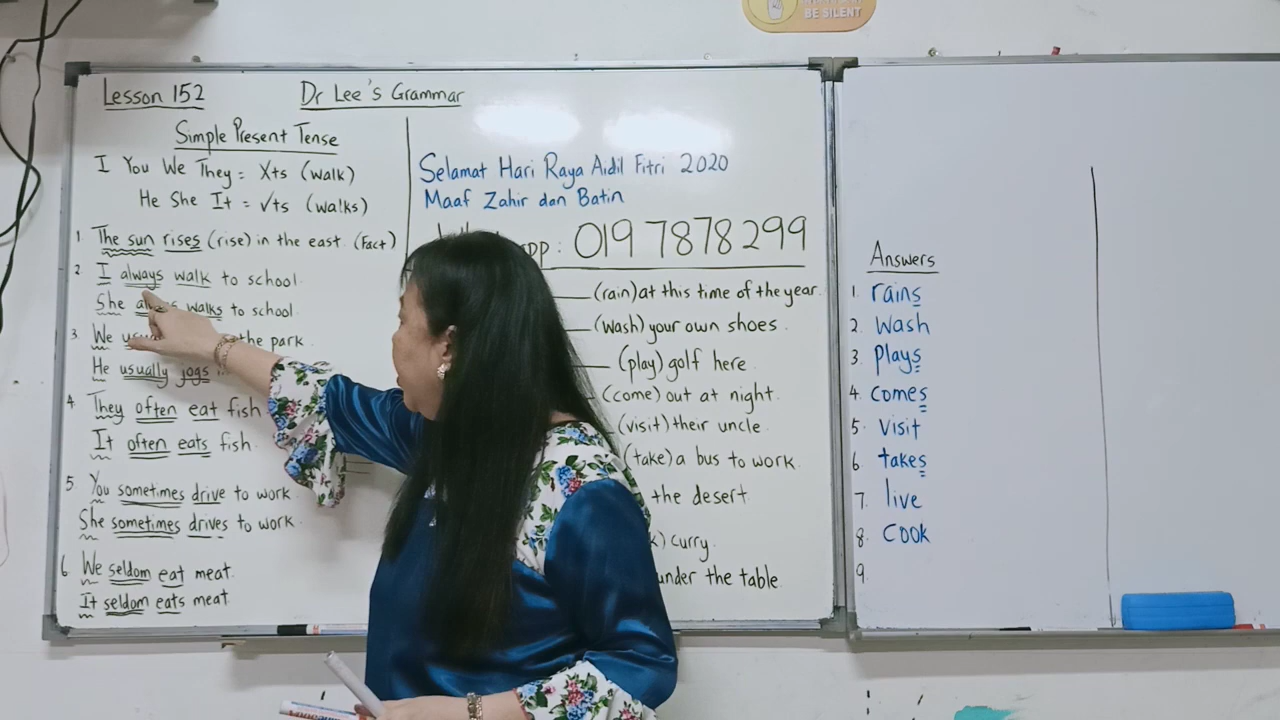 BE SILENT
Lesson 152
Dr Lee's Grammar
Simple Present Tense
I You We They = Xts (walk)
He She It = √ts (walks)
1. The sun rises (rise) in the east. (Fact)
2. I always walk to school.
She always walks to school.
3. We the park.
He usually jogs
4. They often eat fish
It often eats fish.
5. You sometimes drive to work.
She sometimes drives to work.
6. We seldom eat meat.
It seldom eats meat
Selamat Hari Raya Aidil Fitri 2020
Maaf Zahir dan Batin
: 019 7878299
(rain) at this time of the year.
(wash) your own shoes.
(play) golf here.
(come) out at night.
(visit) their uncle.
(take) a bus to work.
the desert
curry.
under the table
Answers
1. rains
2. Wash
3. plays
4. comes
5. visit
6. takes
7. live
8. cook
9.